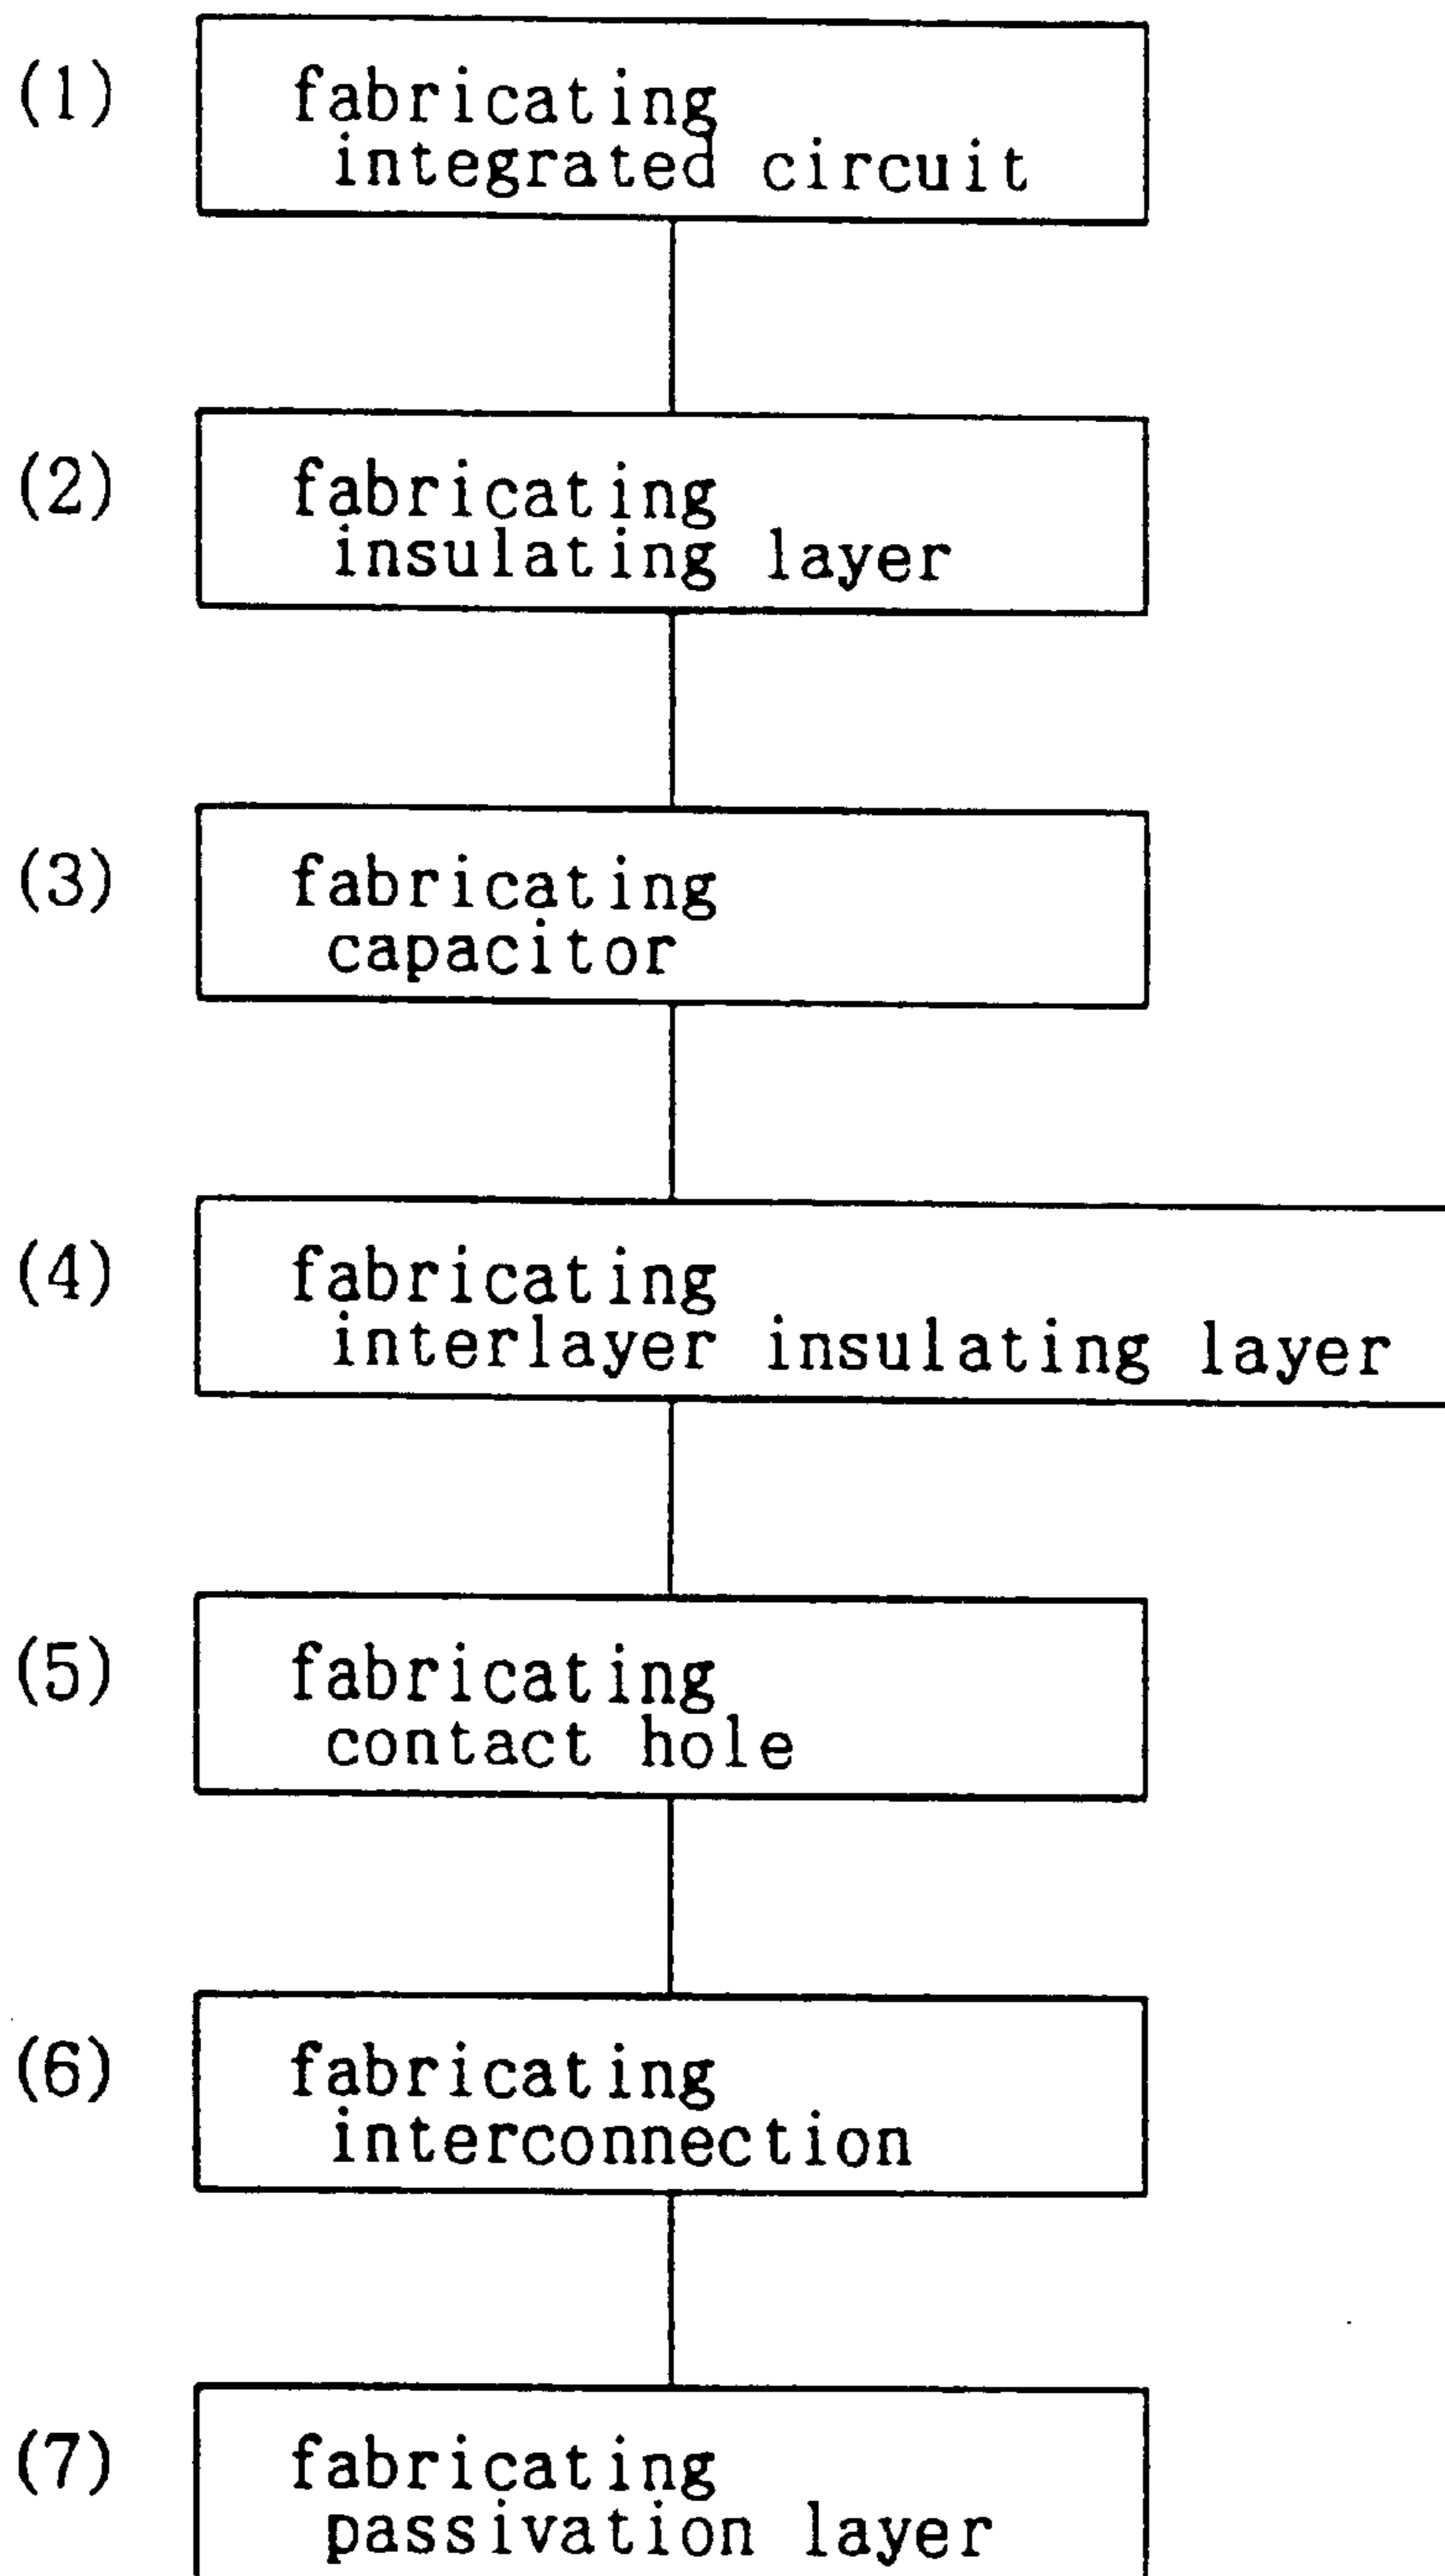 (1) fabricating
integrated circuit
(2) fabricating
insulating layer
(3) fabricating
capacitor
(4) fabricating
interlayer insulating layer
(5) fabricating
contact hole
(6) fabricating
interconnection
(7) fabricating
passivation layer